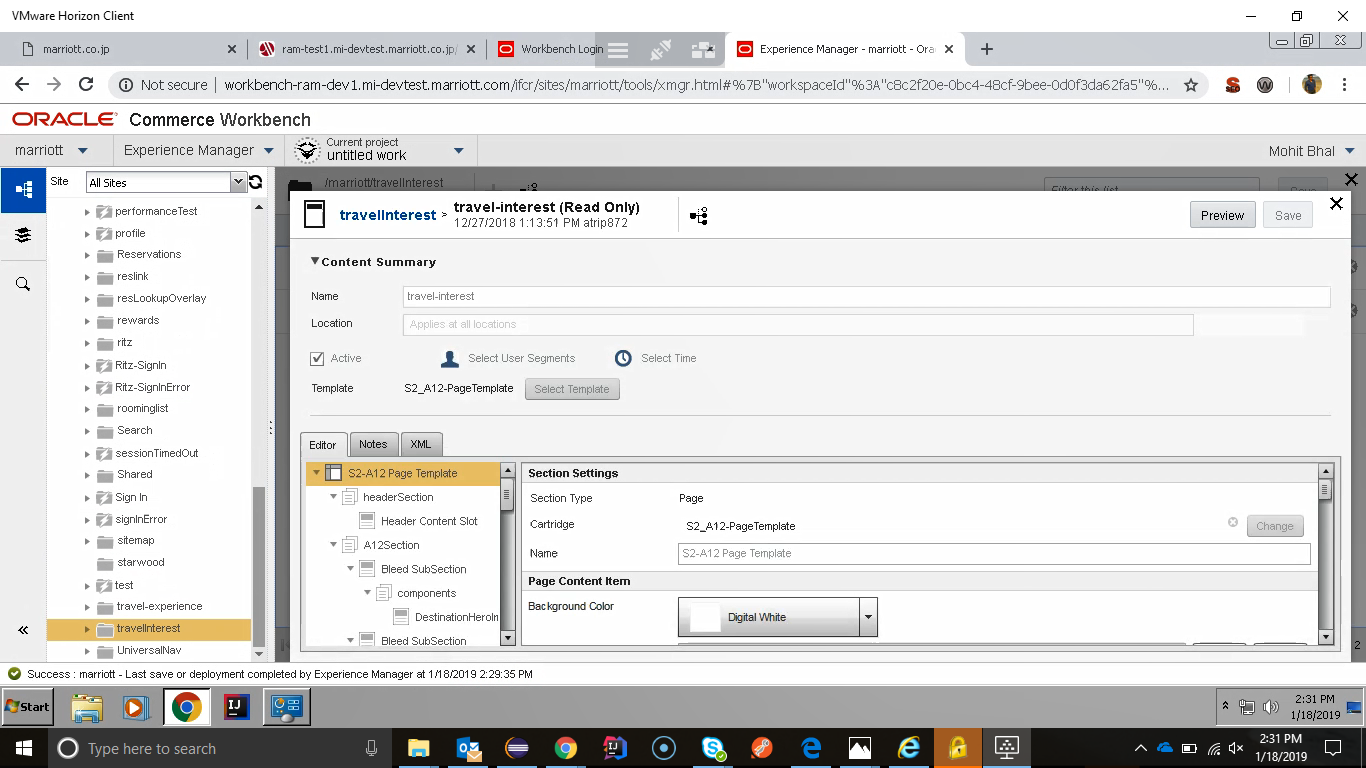 VMware Horizon Client
marriott.co.jp
ram-test1.mi-devtest.marriott.co.jp/
Workbench Login
Experience Manager - marriott - Ora
Not secure | workbench-ram-dev1.mi-devtest.marriott.com/ifcr/sites/marriott/tools/xmgr.html#%7B"workspaceId"%3A"c8c2f20e-0bc4-48cf-9bee-0d0f3da62fa5"%...
ORACLE Commerce Workbench
marriott
Experience Manager
Current project
untitled work
Mohit Bhal
Site
All Sites
/marriott/travelInterest
Filter this list
Save
performanceTest
profile
Reservations
reslink
resLookupOverlay
rewards
ritz
Ritz-SignIn
Ritz-SignInError
roominglist
Search
sessionTimedOut
Shared
Sign In
signInError
sitemap
starwood
test
travel-experience
travelInterest
UniversalNav
travelInterest > travel-interest (Read Only)
12/27/2018 1:13:51 PM atrip872
Preview
Save
Content Summary
Name
travel-interest
Location
Applies at all locations
Active
Select User Segments
Select Time
Template
S2_A12-PageTemplate
Select Template
Editor
Notes
XML
S2-A12 Page Template
headerSection
Header Content Slot
A12Section
Bleed SubSection
components
DestinationHeroIm
Bleed SubSection
Section Settings
Section Type
Page
Cartridge
S2_A12-PageTemplate
Change
Name
S2-A12 Page Template
Page Content Item
Background Color
Digital White
2
Success : marriott - Last save or deployment completed by Experience Manager at 1/18/2019 2:29:35 PM
Start
2:31 PM
1/18/2019
Type here to search
2:31 PM
1/18/2019